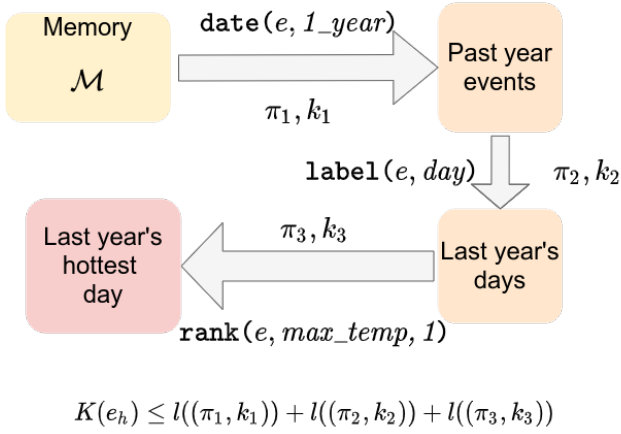 Memory
ℳ
date(e, 1_year)
π₁, k₁
Past year
events
label(e, day)
π₂, k₂
Last year's
days
π₃, k₃
rank(e, max_temp, 1)
Last year's
hottest
day
K(eₕ) ≤ l((π₁, k₁)) + l((π₂, k₂)) + l((π₃, k₃))